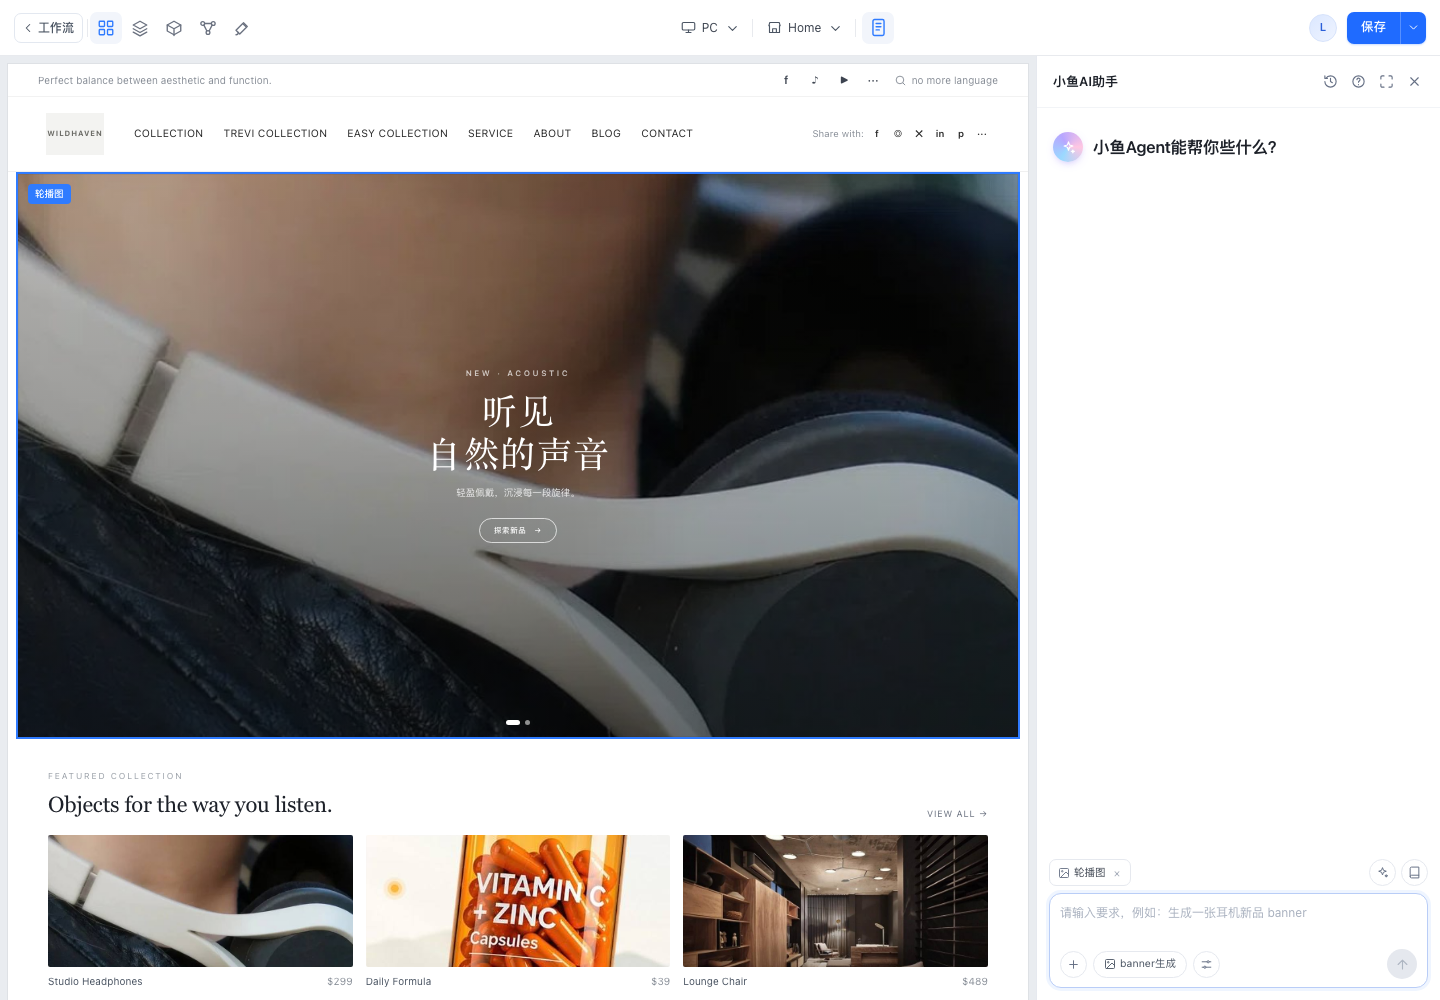 工作流
PC
Home
L
保存
Perfect balance between aesthetic and function.
no more language
WILDHAVEN
COLLECTION
TREVI COLLECTION
EASY COLLECTION
SERVICE
ABOUT
BLOG
CONTACT
Share with:
f
in
p
轮播图
NEW · ACOUSTIC
听见
自然的声音
轻盈佩戴，沉浸每一段旋律。
探索新品 →
FEATURED COLLECTION
Objects for the way you listen.
VIEW ALL →
VITAMIN C
+ ZINC
Capsules
Studio Headphones
$299
Daily Formula
$39
Lounge Chair
$489
小鱼AI助手
小鱼Agent能帮你些什么？
轮播图 ×
请输入要求，例如：生成一张耳机新品 banner
banner生成